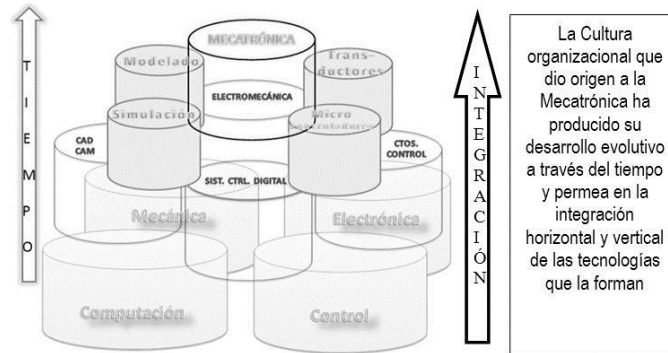 TIEMPO
MECATRÓNICA
Modelado
Trans-
ductores
ELECTROMECÁNICA
Simulación
Micro
CAD
CAM
CTOS.
CONTROL
SIST. CTRL. DIGITAL
Mecánica
Electrónica
Computación
Control
INTEGRACIÓN
La Cultura
organizacional que
dio origen a la
Mecatrónica ha
producido su
desarrollo evolutivo
a través del tiempo
y permea en la
integración
horizontal y vertical
de las tecnologías
que la forman